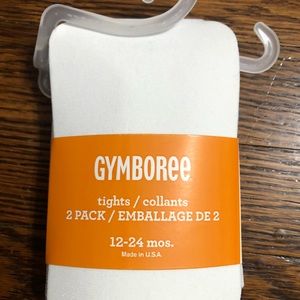 GYMBOREE
tights / collants
2 PACK / EMBALLAGE DE 2
12-24 mos.
Made in U.S.A